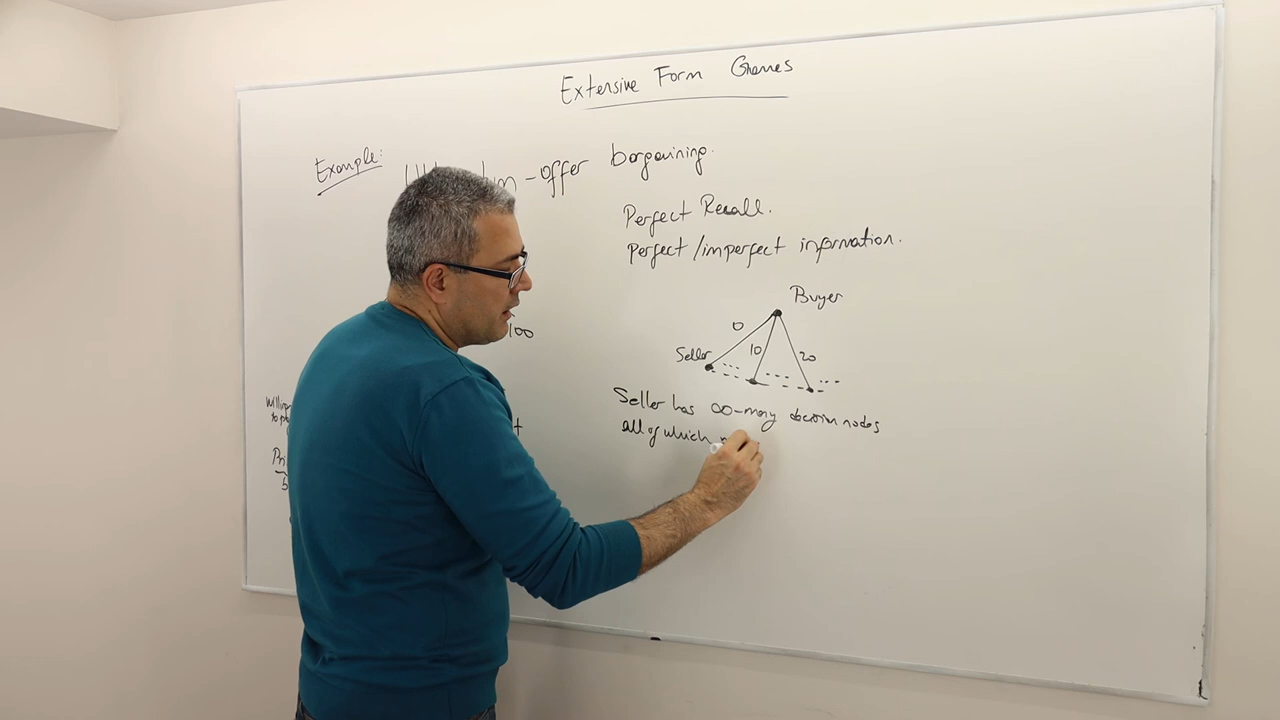 Extensive Form Games
Example:
-offer bargaining.
Perfect Recall.
Perfect/imperfect information.
Buyer
0
10
20
Seller
100
Seller has ∞-many decision nodes
all of which